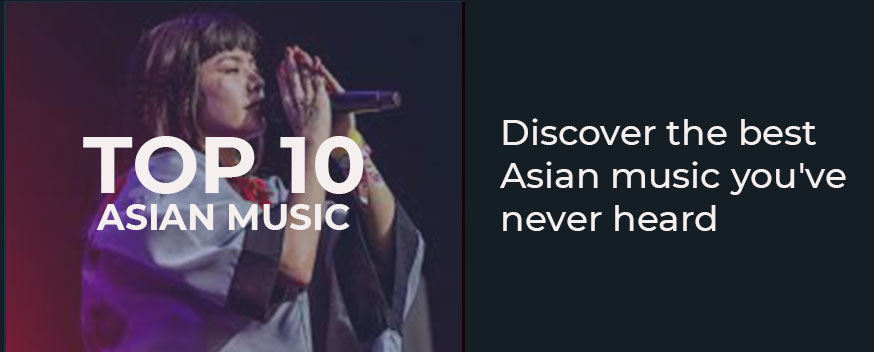 TOP 10
ASIAN MUSIC
Discover the best
Asian music you've
never heard